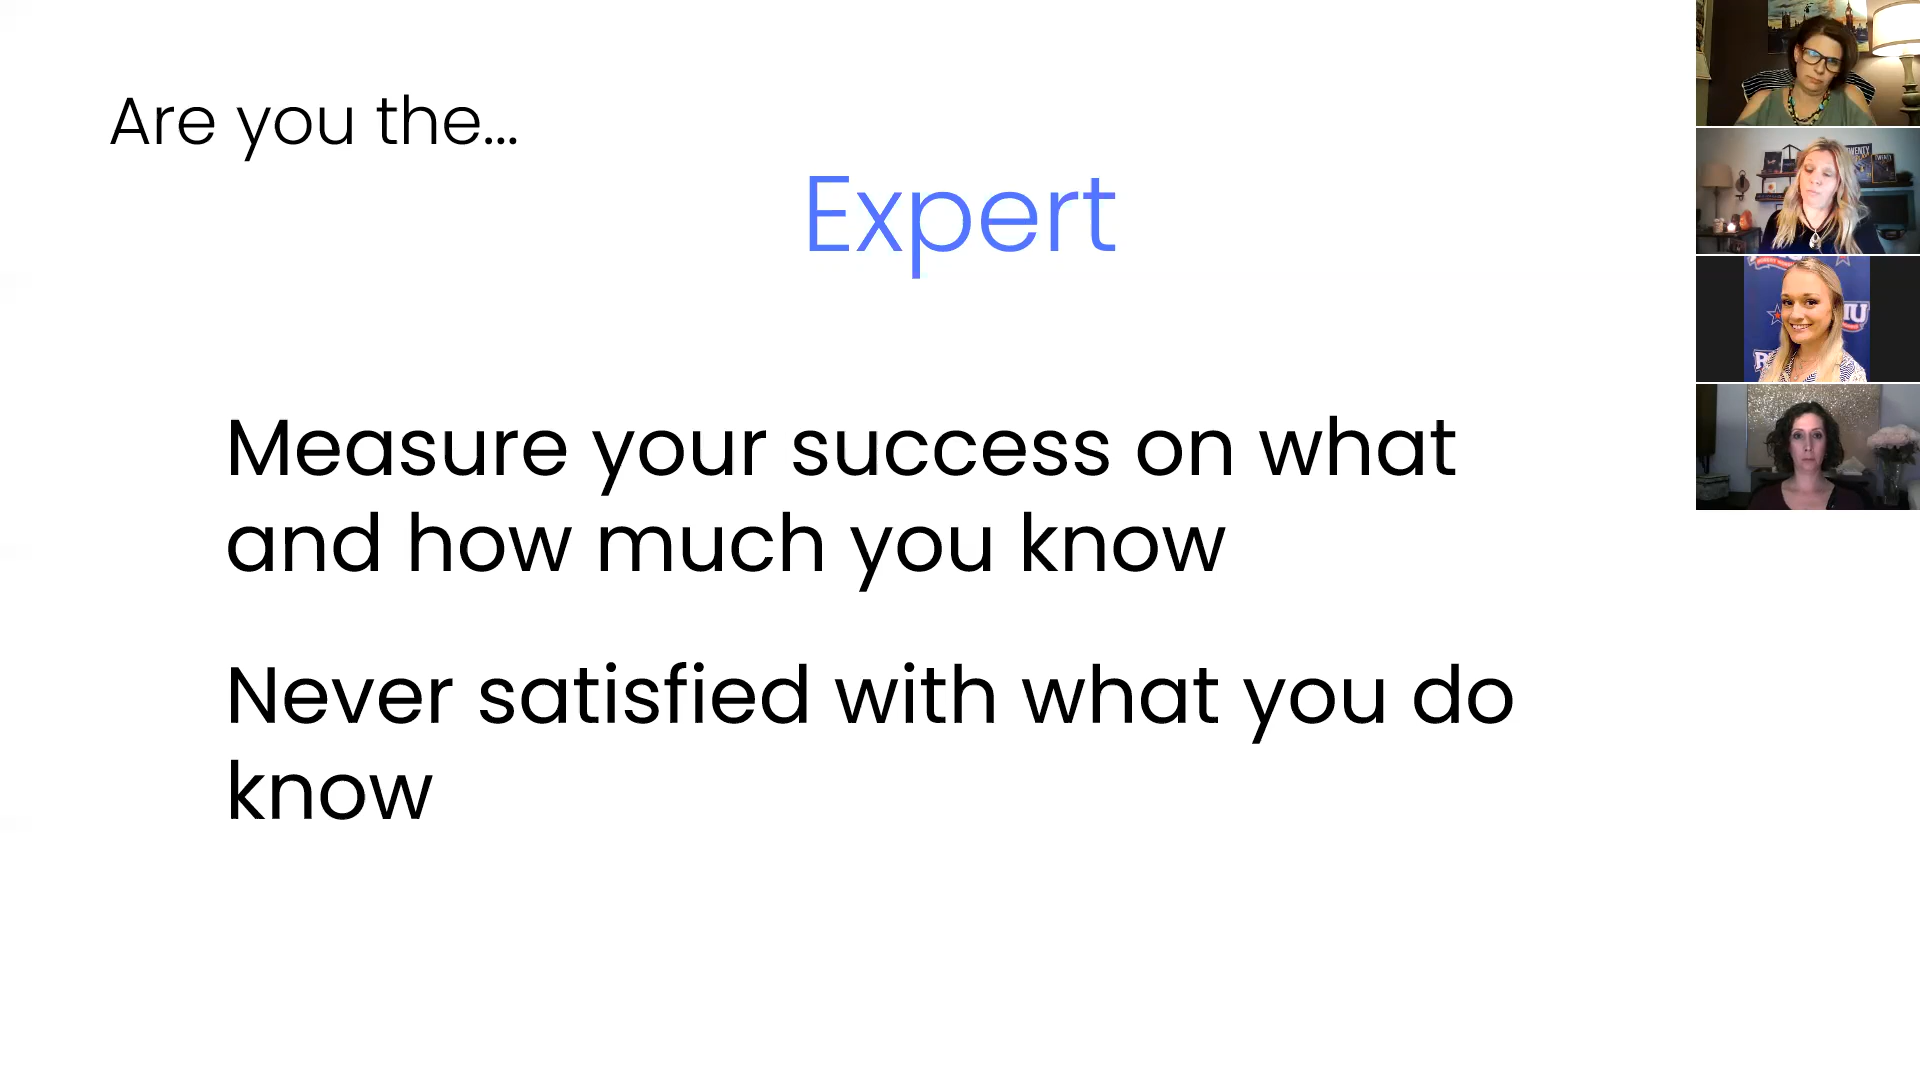 Are you the...
Expert
Measure your success on what
and how much you know
Never satisfied with what you do
know
TWENTY